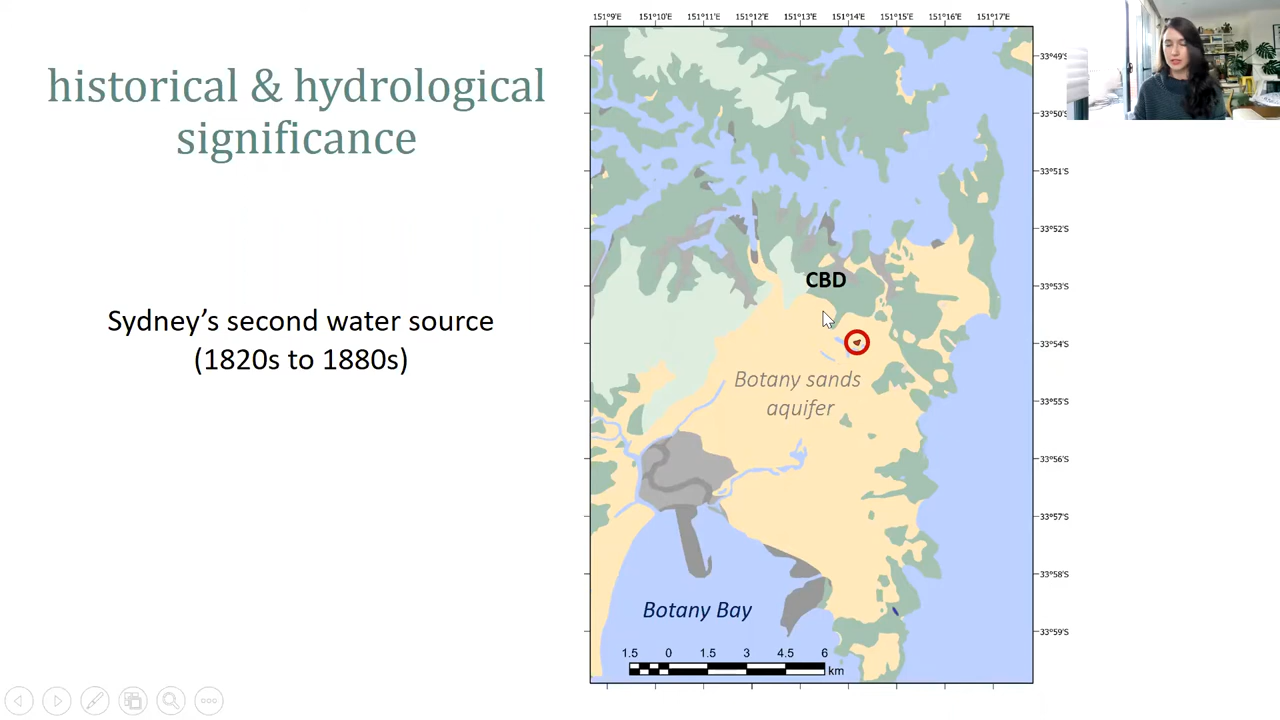 historical & hydrological
significance
Sydney’s second water source
(1820s to 1880s)
151°9'E 151°10'E 151°11'E 151°12'E 151°13'E 151°14'E 151°15'E 151°16'E 151°17'E
33°49'S
33°50'S
33°51'S
33°52'S
33°53'S
33°54'S
33°55'S
33°56'S
33°57'S
33°58'S
33°59'S
CBD
Botany sands
aquifer
Botany Bay
1.5 0 1.5 3 4.5 6
km